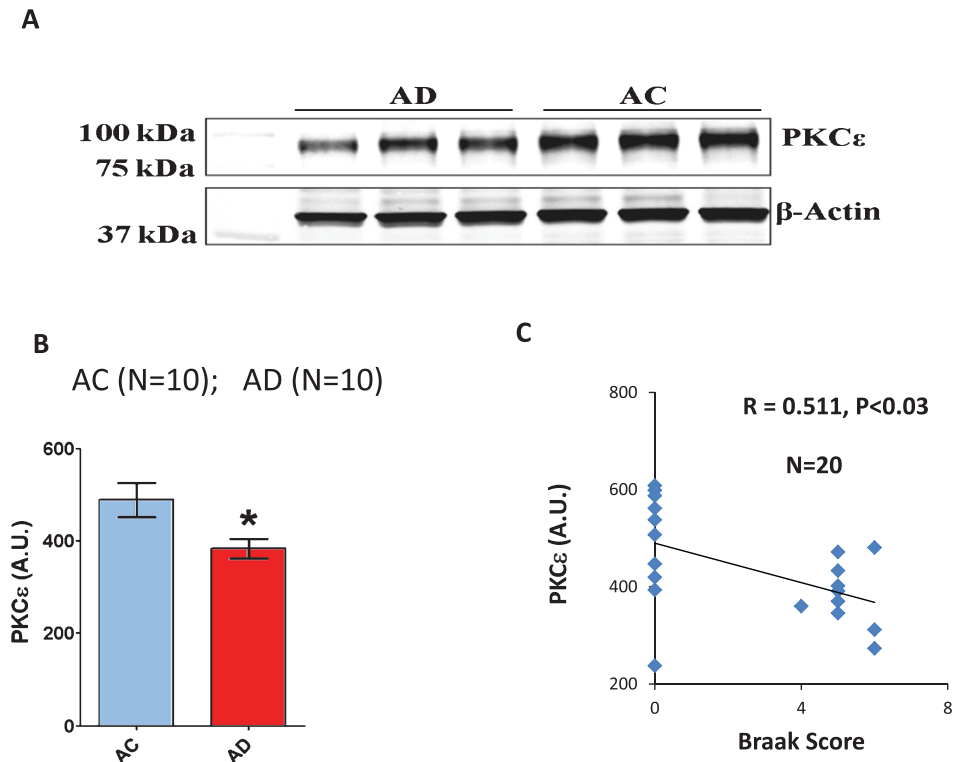 A
AD AC
100 kDa
PKCε
75 kDa
β-Actin
37 kDa
B
AC (N=10); AD (N=10)
600
400
200
0
PKCε (A.U.)
*
AC
AD
C
800
600
400
200
PKCε (A.U.)
R = 0.511, P<0.03
N=20
0 4 8
Braak Score